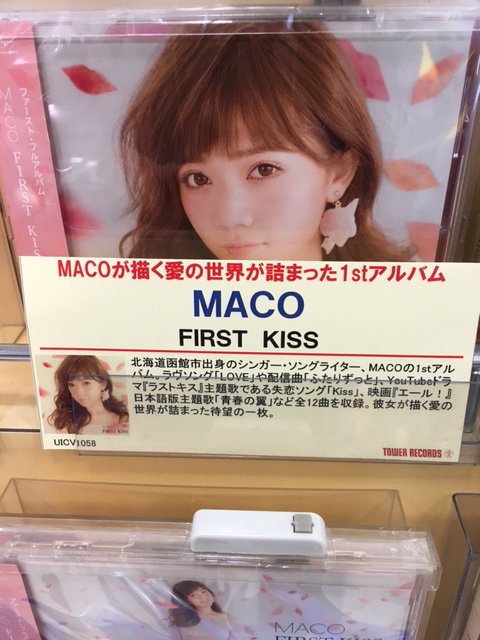 ファースト・フルアルバム
MACO FIRST KIS
MACOが描く愛の世界が詰まった1stアルバム
MACO
FIRST KISS
北海道函館市出身のシンガー・ソングライター、MACOの1stアル
バム。ラヴソング「LOVE」や配信曲「ふたりずっと」、YouTubeドラ
マ『ラストキス』主題歌である失恋ソング「Kiss」、映画『エール！』
日本語版主題歌「青春の翼」など全12曲を収録。彼女が描く愛の
世界が詰まった待望の一枚。
MACO
FIRST KISS
UICV1058
TOWER RECORDS
MACO
FIRST KISS